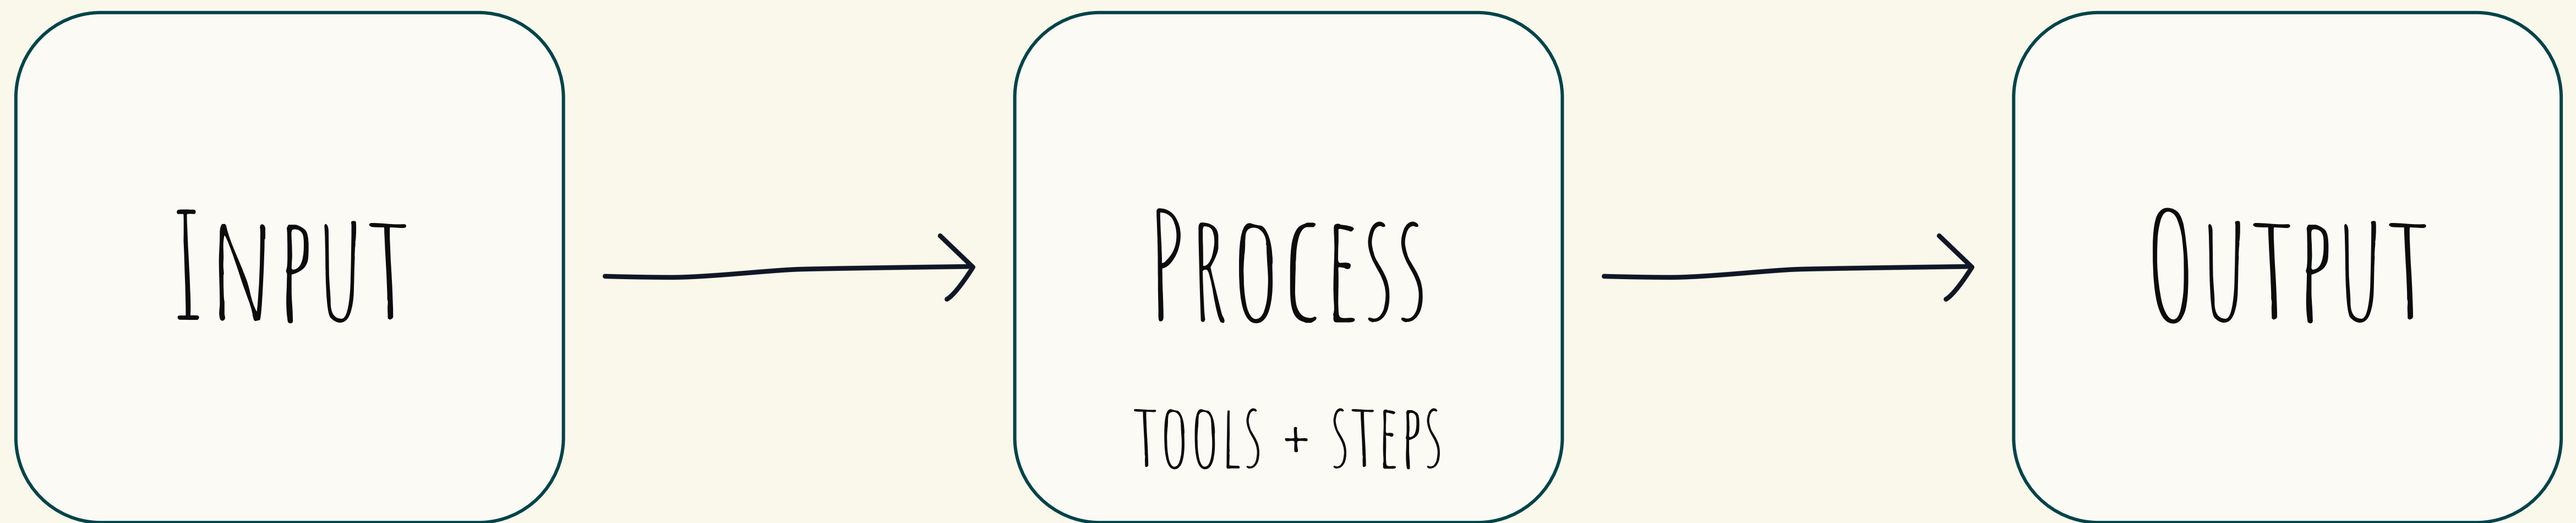 Input
Process
tools + steps
Output